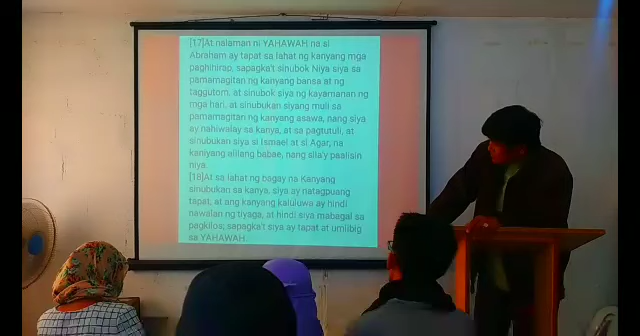 [17]At nalaman ni YAHAWAH na si
Abraham ay tapat sa lahat ng kanyang mga
paghihirap, sapagka't sinubok Niya siya sa
pamamagitan ng kanyang bansa at ng
taggutom, at sinubok siya ng kayamanan ng
mga hari, at sinubukan siyang muli sa
pamamagitan ng kanyang asawa, nang siya
ay nahiwalay sa kanya, at sa pagtutuli, at
sinubukan siya si Ismael at si Agar, na
kaniyang aliling babae, nang sila'y paalisin
niya.
[18]At sa lahat ng bagay na Kanyang
sinubukan sa kanya, siya ay natagpuang
tapat, at ang kanyang kaluluwa ay hindi
nawalan ng tiyaga, at hindi siya mabagal sa
pagkilos; sapagka't siya ay tapat at umiibig
sa YAHAWAH.